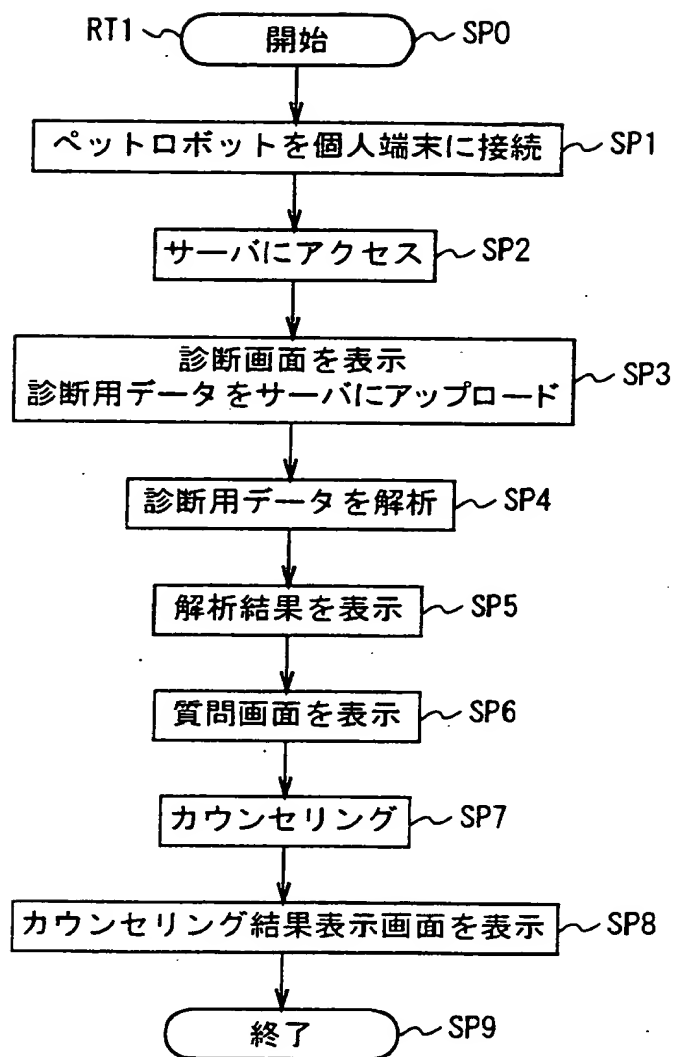 RT1 開始 SP0
ペットロボットを個人端末に接続 SP1
サーバにアクセス SP2
診断画面を表示
診断用データをサーバにアップロード SP3
診断用データを解析 SP4
解析結果を表示 SP5
質問画面を表示 SP6
カウンセリング SP7
カウンセリング結果表示画面を表示 SP8
終了 SP9